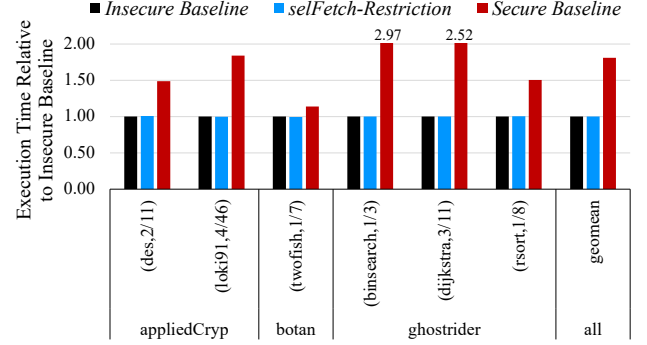 Insecure Baseline selFetch-Restriction Secure Baseline
Execution Time Relative
to Insecure Baseline
2.00
1.50
1.00
0.50
0.00
2.97
2.52
(des,2/11)
(loki91,4/46)
(twofish,1/7)
(binsearch,1/3)
(dijkstra,3/11)
(rsort,1/8)
geomean
appliedCryp
botan
ghostrider
all